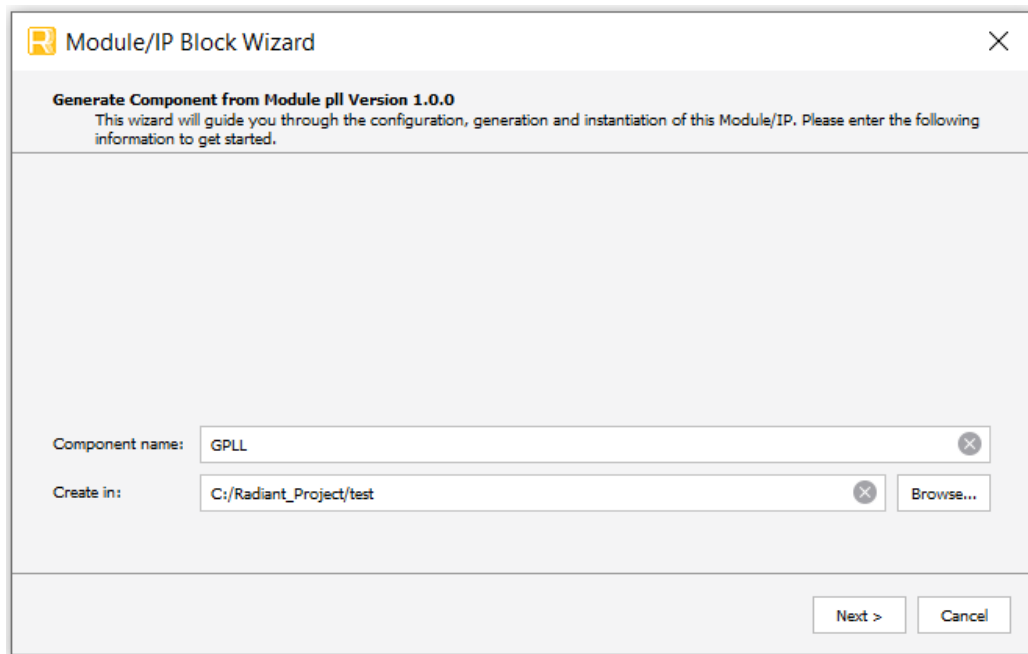 Module/IP Block Wizard
Generate Component from Module pll Version 1.0.0
This wizard will guide you through the configuration, generation and instantiation of this Module/IP. Please enter the following
information to get started.
Component name: GPLL
Create in: C:/Radiant_Project/test Browse...
Next > Cancel